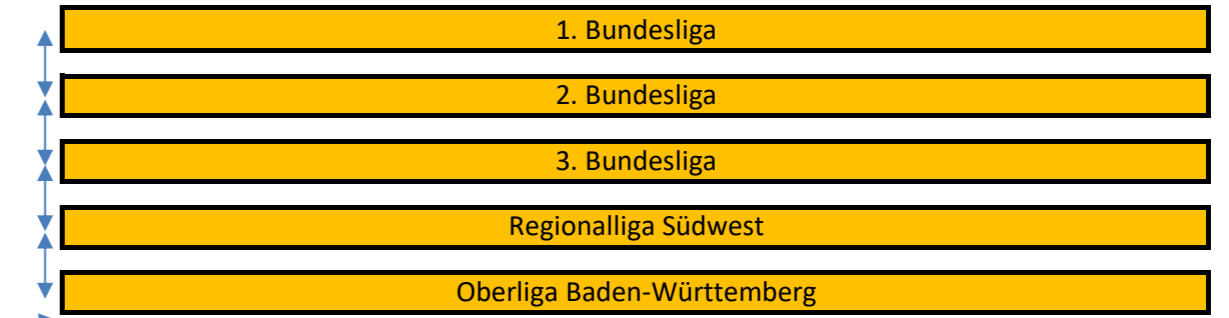 1. Bundesliga
2. Bundesliga
3. Bundesliga
Regionalliga Südwest
Oberliga Baden-Württemberg